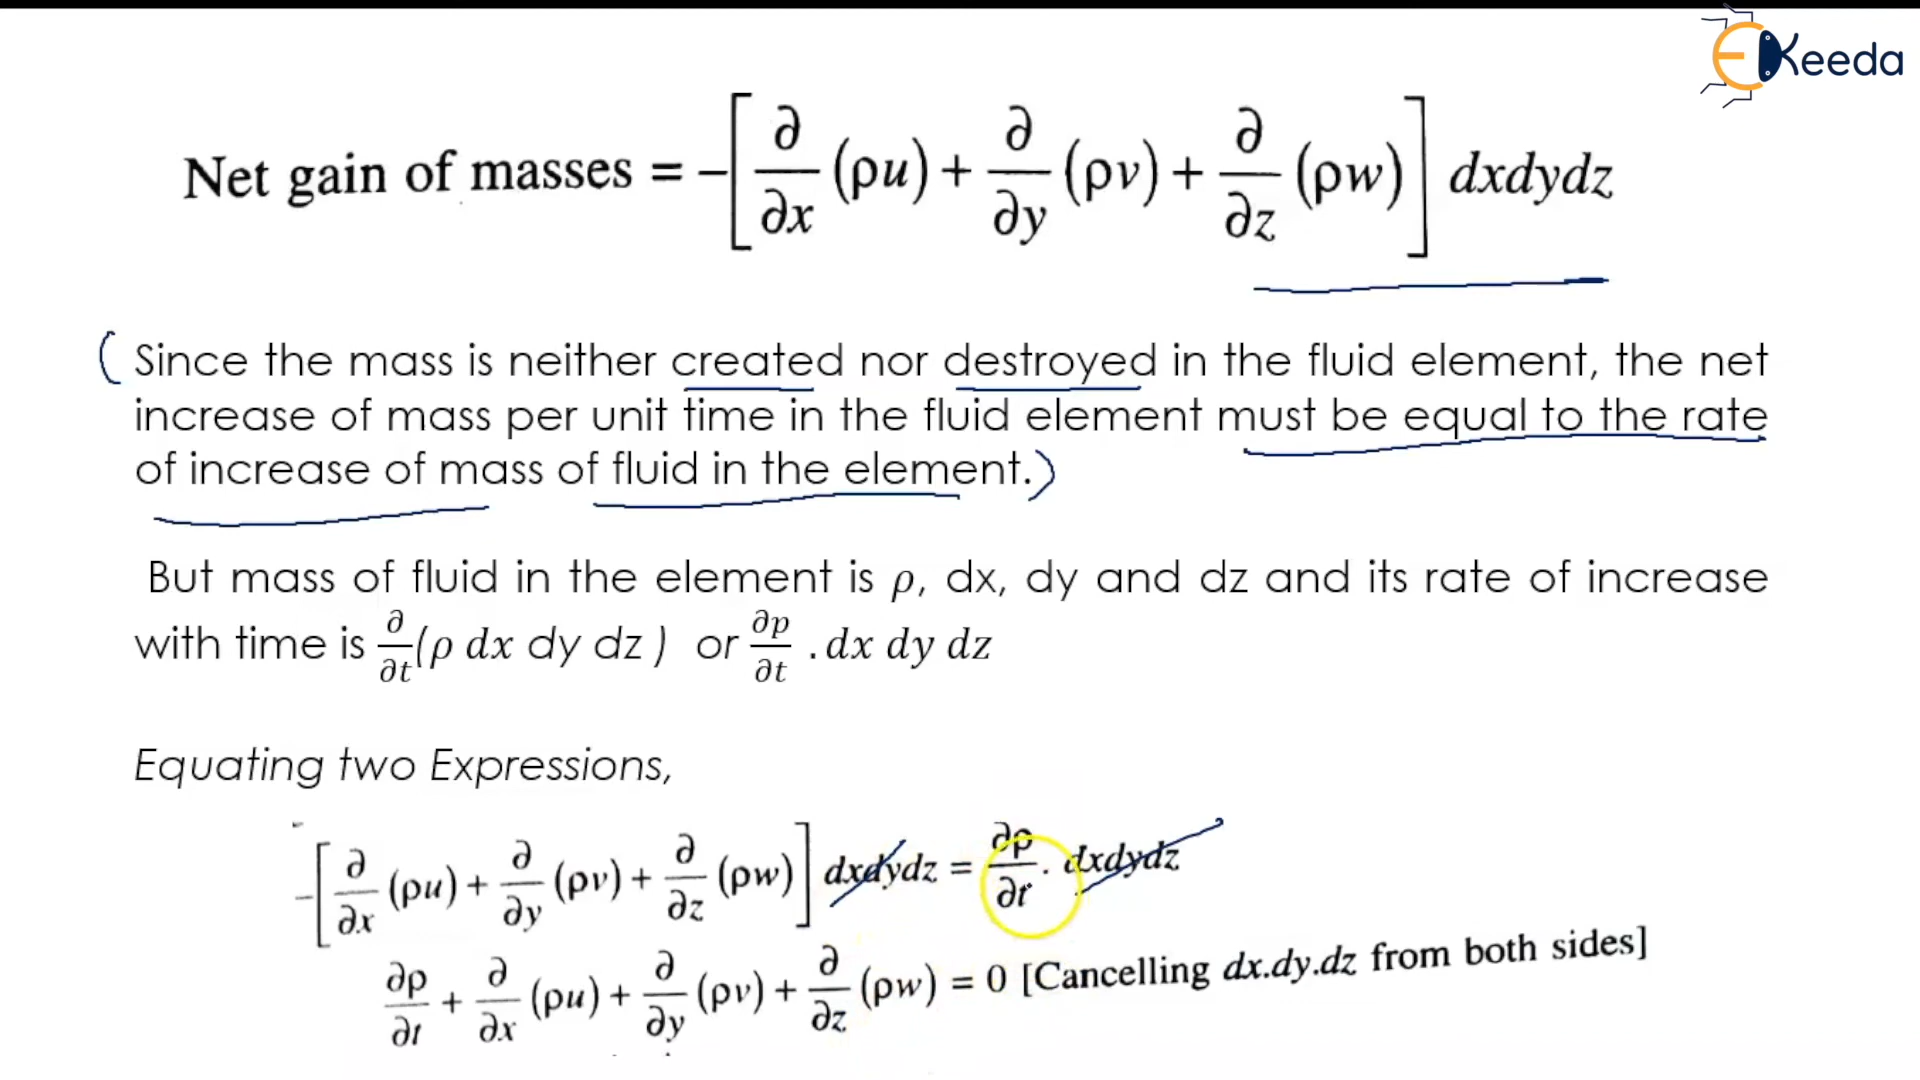 EKeeda
Net gain of masses = -[∂/∂x (ρu) + ∂/∂y (ρv) + ∂/∂z (ρw)] dxdydz
(Since the mass is neither created nor destroyed in the fluid element, the net
increase of mass per unit time in the fluid element must be equal to the rate
of increase of mass of fluid in the element.)
But mass of fluid in the element is ρ, dx, dy and dz and its rate of increase
with time is ∂/∂t(ρ dx dy dz ) or ∂p/∂t . dx dy dz
Equating two Expressions,
-[∂/∂x (ρu) + ∂/∂y (ρv) + ∂/∂z (ρw)] dxdydz = ∂ρ/∂t . dxdydz
∂ρ/∂t + ∂/∂x (ρu) + ∂/∂y (ρv) + ∂/∂z (ρw) = 0 [Cancelling dx.dy.dz from both sides]